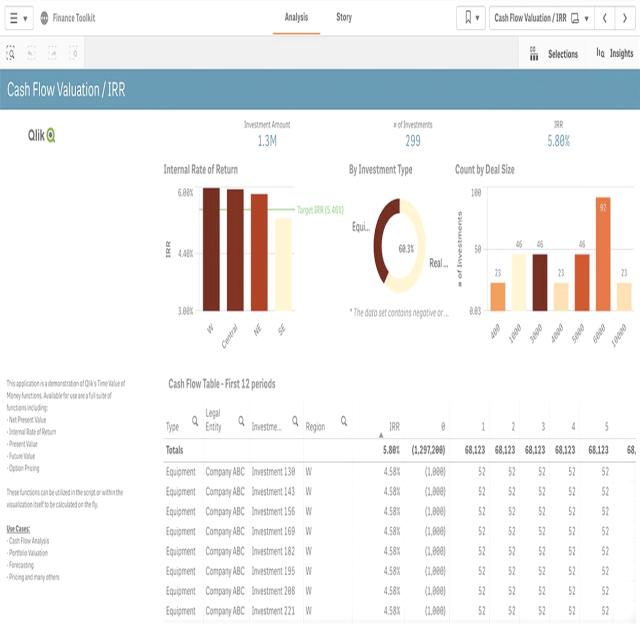 Finance Toolkit
Analysis
Story
Cash Flow Valuation / IRR
Selections
Insights
Cash Flow Valuation / IRR
Qlik
Investment Amount
1.3M
# of Investments
299
IRR
5.80%
Internal Rate of Return
6.00%
Target IRR (5.40%)
4.40%
3.00%
IRR
W
Central
NE
SE
By Investment Type
Equi...
60.3%
Real ...
* The data set contains negative or ...
Count by Deal Size
# of Investments
100
50
0.03
23
46
46
23
46
92
23
400
1000
3000
4000
5000
6000
10000
This application is a demonstration of Qlik's Time Value of
Money functions. Available for use are a full suite of
functions including:
- Net Present Value
- Internal Rate of Return
- Present Value
- Future Value
- Option Pricing
These functions can be utilized in the script or within the
visualization itself to be calculated on the fly.
Use Cases:
- Cash Flow Analysis
- Portfolio Valuation
- Forecasting
- Pricing and many others
Cash Flow Table - First 12 periods
Type Legal Entity Investme... Region IRR 0 1 2 3 4 5
Totals 5.80% (1,297,200) 68,123 68,123 68,123 68,123 68,123 68,
Equipment Company ABC Investment 130 W 4.58% (1,000) 52 52 52 52 52
Equipment Company ABC Investment 143 W 4.58% (1,000) 52 52 52 52 52
Equipment Company ABC Investment 156 W 4.58% (1,000) 52 52 52 52 52
Equipment Company ABC Investment 169 W 4.58% (1,000) 52 52 52 52 52
Equipment Company ABC Investment 182 W 4.58% (1,000) 52 52 52 52 52
Equipment Company ABC Investment 195 W 4.58% (1,000) 52 52 52 52 52
Equipment Company ABC Investment 208 W 4.58% (1,000) 52 52 52 52 52
Equipment Company ABC Investment 221 W 4.58% (1,000) 52 52 52 52 52